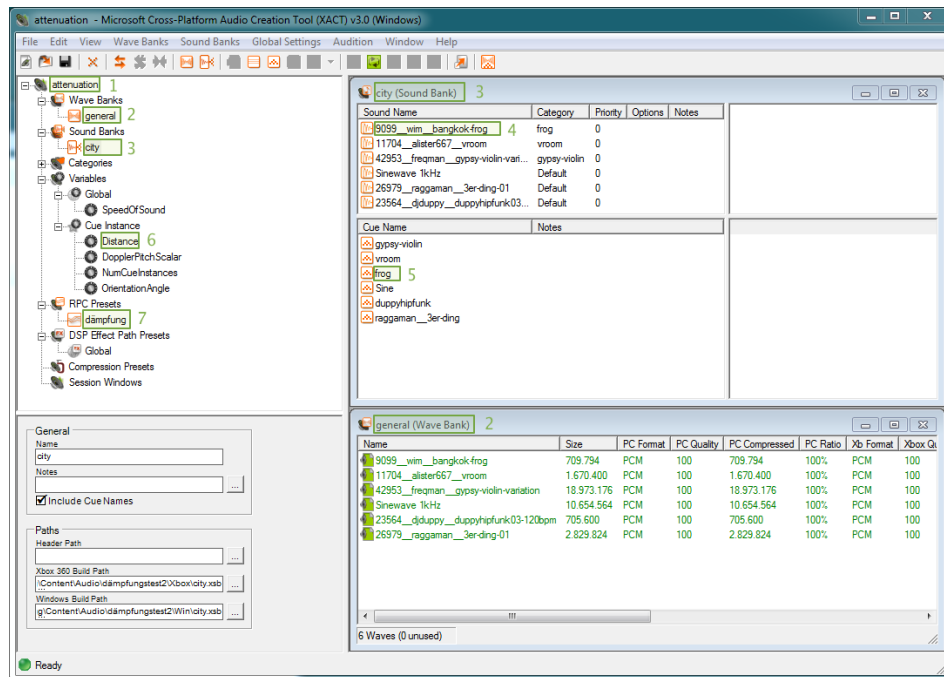 attenuation - Microsoft Cross-Platform Audio Creation Tool (XACT) v3.0 (Windows)
File Edit View Wave Banks Sound Banks Global Settings Audition Window Help
attenuation 1
Wave Banks
general 2
Sound Banks
city 3
Categories
Variables
Global
SpeedOfSound
Cue Instance
Distance 6
DopplerPitchScalar
NumCueInstances
OrientationAngle
RPC Presets
dämpfung 7
DSP Effect Path Presets
Global
Compression Presets
Session Windows
city (Sound Bank) 3
Sound Name Category Priority Options Notes
9099__wim__bangkok-frog 4 frog 0
11704__alister667__vroom vroom 0
42953__freqman__gypsy-violin-vari... gypsy-violin 0
Sinewave 1kHz Default 0
26979__raggaman__3er-ding-01 Default 0
23564__djduppy__duppyhipfunk03... Default 0
Cue Name Notes
gypsy-violin
vroom
frog 5
Sine
duppyhipfunk
raggaman__3er-ding
General
Name
city
Notes
...
Include Cue Names
Paths
Header Path
...
Xbox 360 Build Path
\Content\Audio\dämpfungstest2\Xbox\city.xsb ...
Windows Build Path
g\Content\Audio\dämpfungstest2\Win\city.xsb ...
general (Wave Bank) 2
Name Size PC Format PC Quality PC Compressed PC Ratio Xb Format Xbox Qu
9099__wim__bangkok-frog 709.794 PCM 100 709.794 100% PCM 100
11704__alister667__vroom 1.670.400 PCM 100 1.670.400 100% PCM 100
42953__freqman__gypsy-violin-variation 18.973.176 PCM 100 18.973.176 100% PCM 100
Sinewave 1kHz 10.654.564 PCM 100 10.654.564 100% PCM 100
23564__djduppy__duppyhipfunk03-120bpm 705.600 PCM 100 705.600 100% PCM 100
26979__raggaman__3er-ding-01 2.829.824 PCM 100 2.829.824 100% PCM 100
6 Waves (0 unused)
Ready